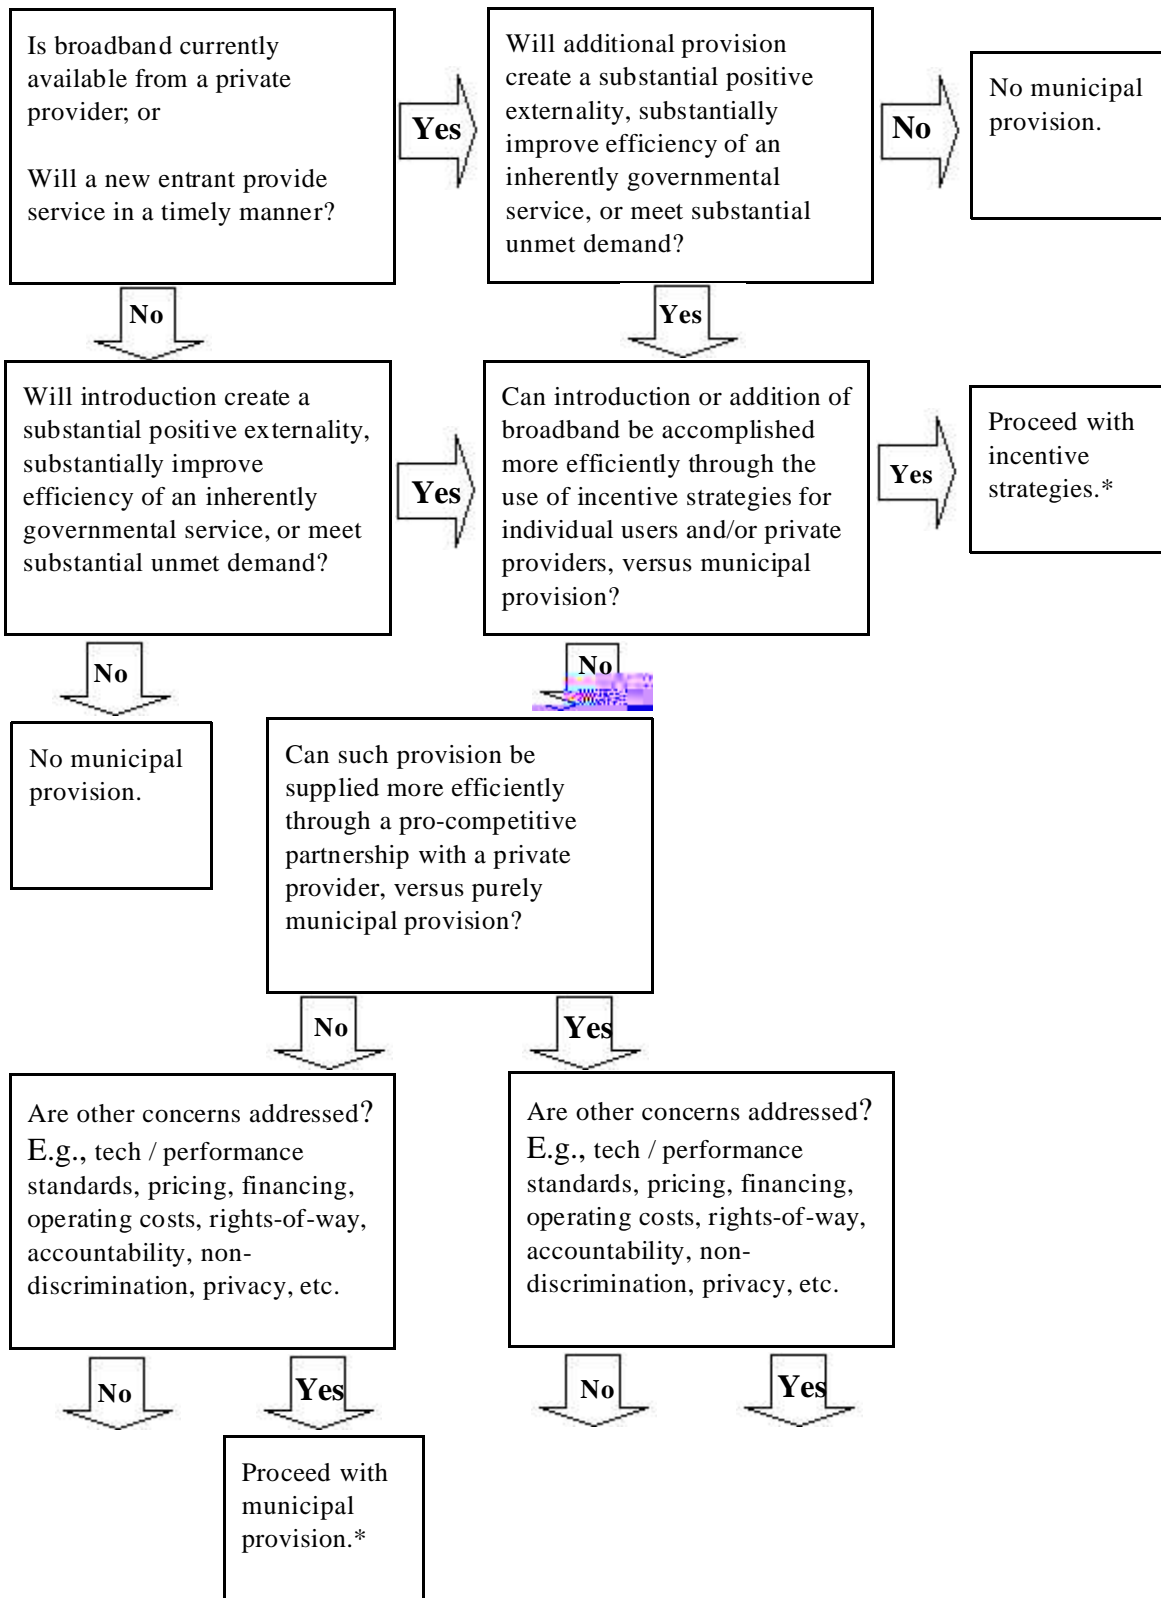 Is broadband currently
available from a private
provider; or
Will a new entrant provide
service in a timely manner?
Yes
Will additional provision
create a substantial positive
externality, substantially
improve efficiency of an
inherently governmental
service, or meet substantial
unmet demand?
No
No municipal
provision.
No
Yes
Will introduction create a
substantial positive externality,
substantially improve
efficiency of an inherently
governmental service, or meet
substantial unmet demand?
Yes
Can introduction or addition of
broadband be accomplished
more efficiently through the
use of incentive strategies for
individual users and/or private
providers, versus municipal
provision?
Yes
Proceed with
incentive
strategies.*
No
No
No municipal
provision.
Can such provision be
supplied more efficiently
through a pro-competitive
partnership with a private
provider, versus purely
municipal provision?
No
Yes
Are other concerns addressed?
E.g., tech / performance
standards, pricing, financing,
operating costs, rights-of-way,
accountability, non-
discrimination, privacy, etc.
Are other concerns addressed?
E.g., tech / performance
standards, pricing, financing,
operating costs, rights-of-way,
accountability, non-
discrimination, privacy, etc.
No
Yes
No
Yes
Proceed with
municipal
provision.*